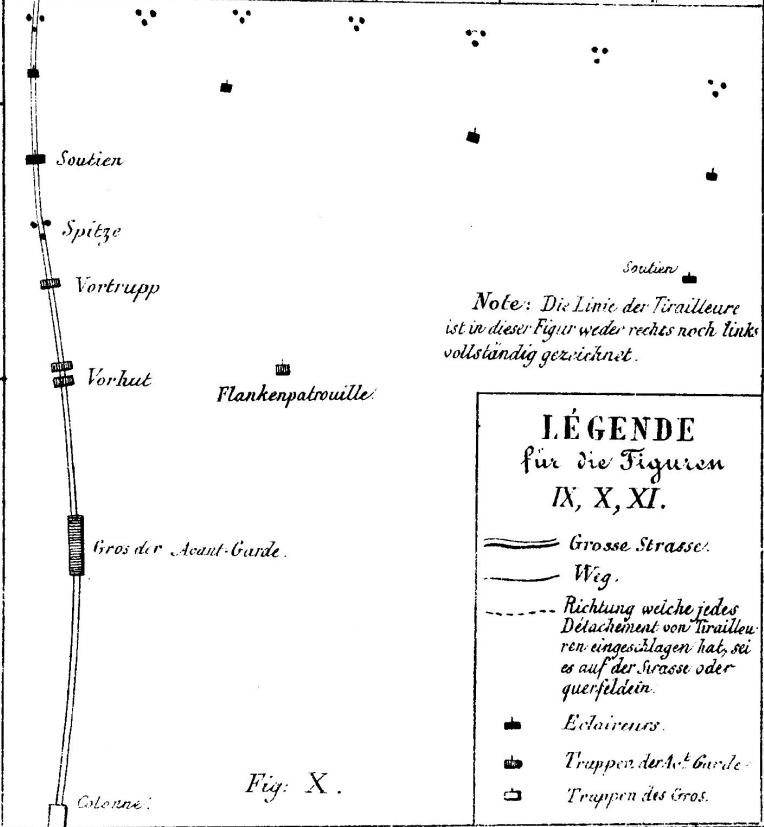 Soutien
Spitze
Vortrupp
Soutien
Note: Die Linie der Tirailleure
ist in dieser Figur weder rechts noch links
vollständig gezeichnet.
Vorhut
Flankenpatrouille.
Gros der Avant-Garde.
Colonne.
Fig: X.
LÉGENDE
für die Figuren
IX, X, XI.
Grosse Strasse.
Weg.
Richtung welche jedes
Détachement von Tirailleu
ren eingeschlagen hat, sei
es auf der Strasse oder
querfeldein.
Eclaireurs.
Truppen der Avt Garde
Truppen des Gros.